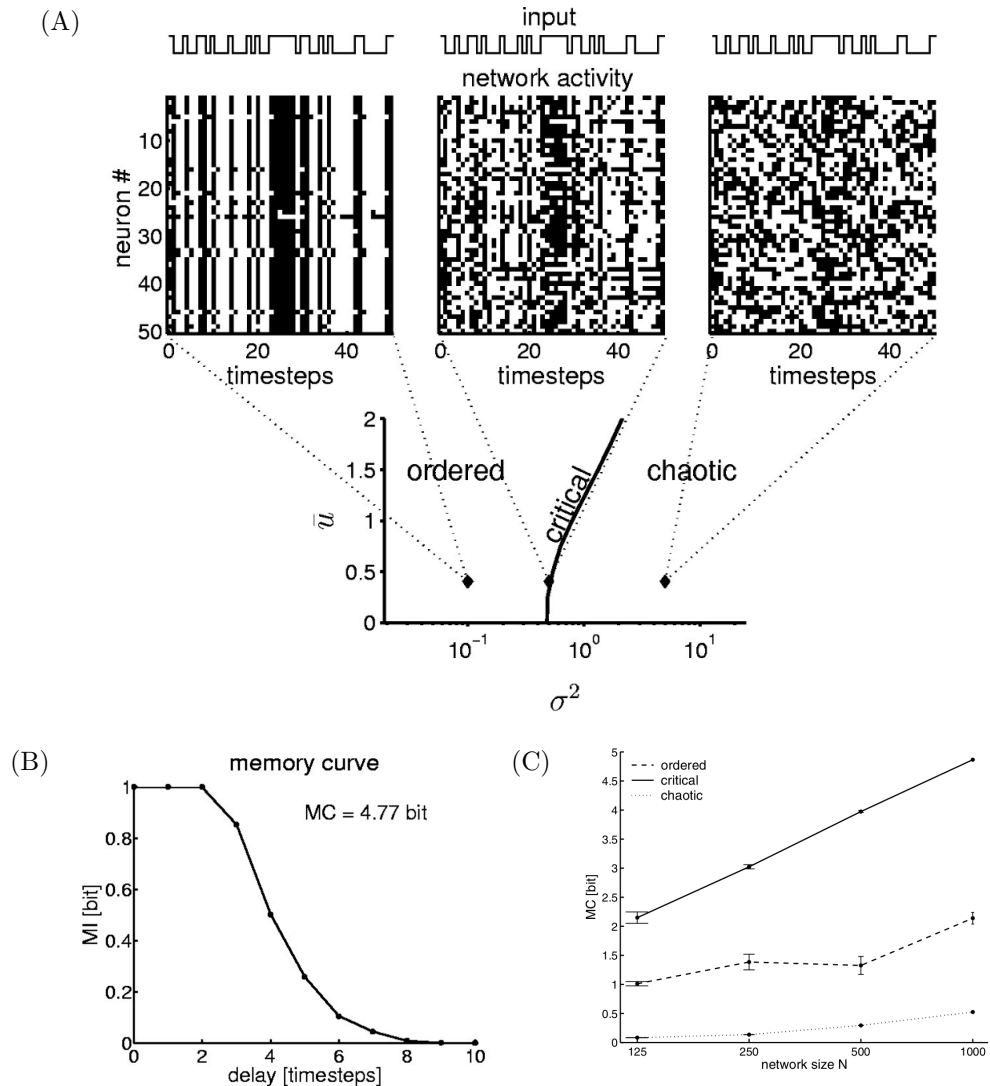 (A)
input
network activity
neuron #
10
20
30
40
50
0 20 40
timesteps
0 20 40
timesteps
0 20 40
timesteps
ū
2
1.5
1
0.5
0
ordered
critical
chaotic
10⁻¹ 10⁰ 10¹
σ²
(B)
memory curve
MC = 4.77 bit
MI [bit]
1
0.8
0.6
0.4
0.2
0
0 2 4 6 8 10
delay [timesteps]
(C)
ordered
critical
chaotic
MC [bit]
5
4.5
4
3.5
3
2.5
2
1.5
1
0.5
0
125 250 500 1000
network size N